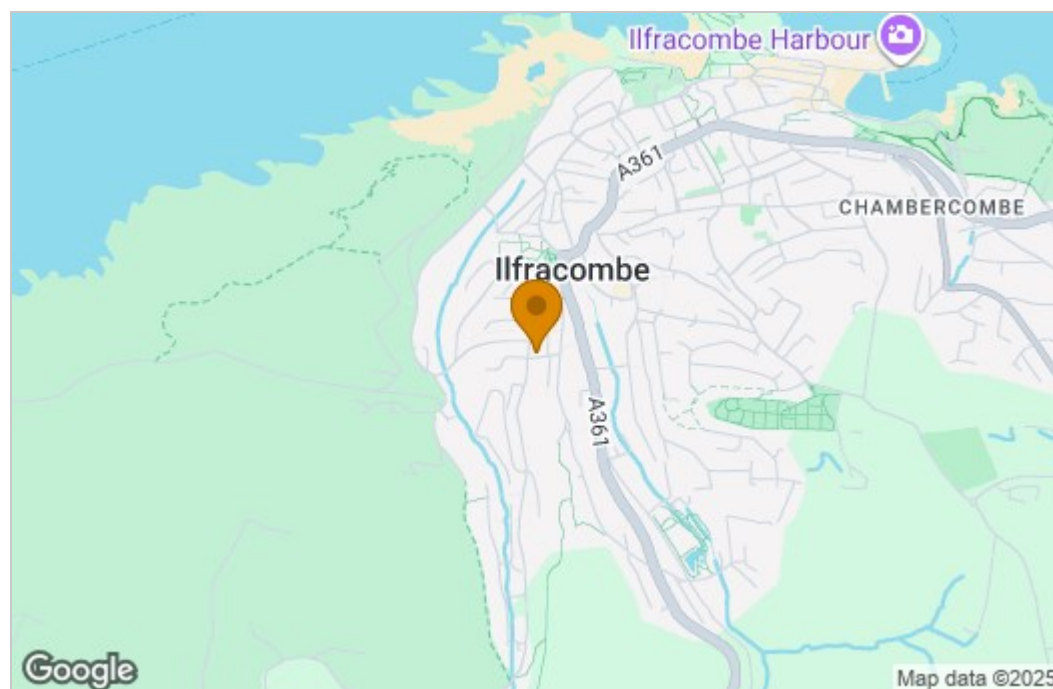 Ilfracombe Harbour
A361
CHAMBERCOMBE
Ilfracombe
A361
Google
Map data ©2025